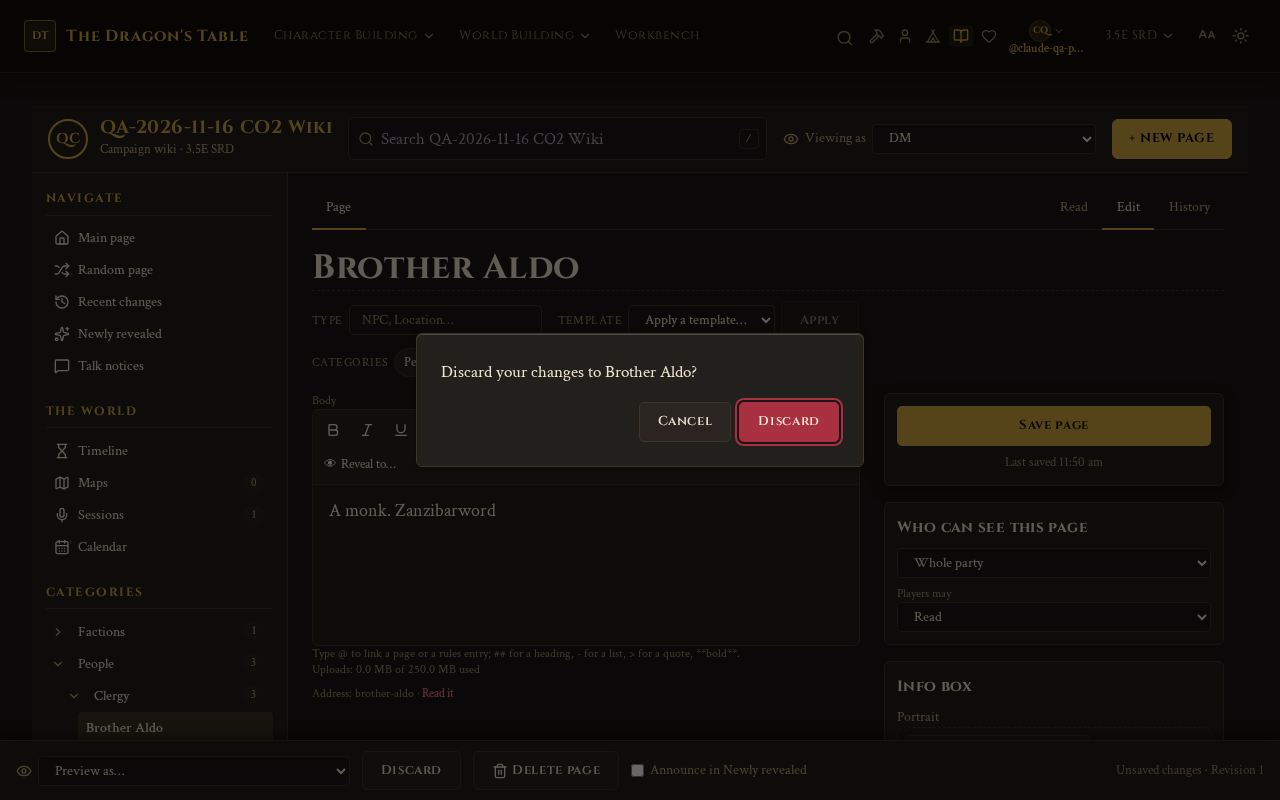 DT The Dragon's Table Character Building World Building Workbench CQ @claude-qa-p... 3.5E SRD AA
QC QA-2026-11-16 CO2 Wiki
Campaign wiki · 3.5E SRD
Search QA-2026-11-16 CO2 Wiki /
Viewing as DM
+ New Page
Navigate
Main page
Random page
Recent changes
Newly revealed
Talk notices
The World
Timeline
Maps 0
Sessions 1
Calendar
Categories
Factions 1
People 3
Clergy 3
Brother Aldo
Page Read Edit History
Brother Aldo
Type NPC, Location... Template Apply a template... Apply
Categories Pe
Discard your changes to Brother Aldo?
Cancel Discard
Body
B I U
Reveal to...
A monk. Zanzibarword
Type @ to link a page or a rules entry; ## for a heading, - for a list, > for a quote, **bold**.
Uploads: 0.0 MB of 250.0 MB used
Address: brother-aldo · Read it
Save page
Last saved 11:50 am
Who can see this page
Whole party
Players may
Read
Info box
Portrait
Preview as... Discard Delete page Announce in Newly revealed Unsaved changes · Revision 1